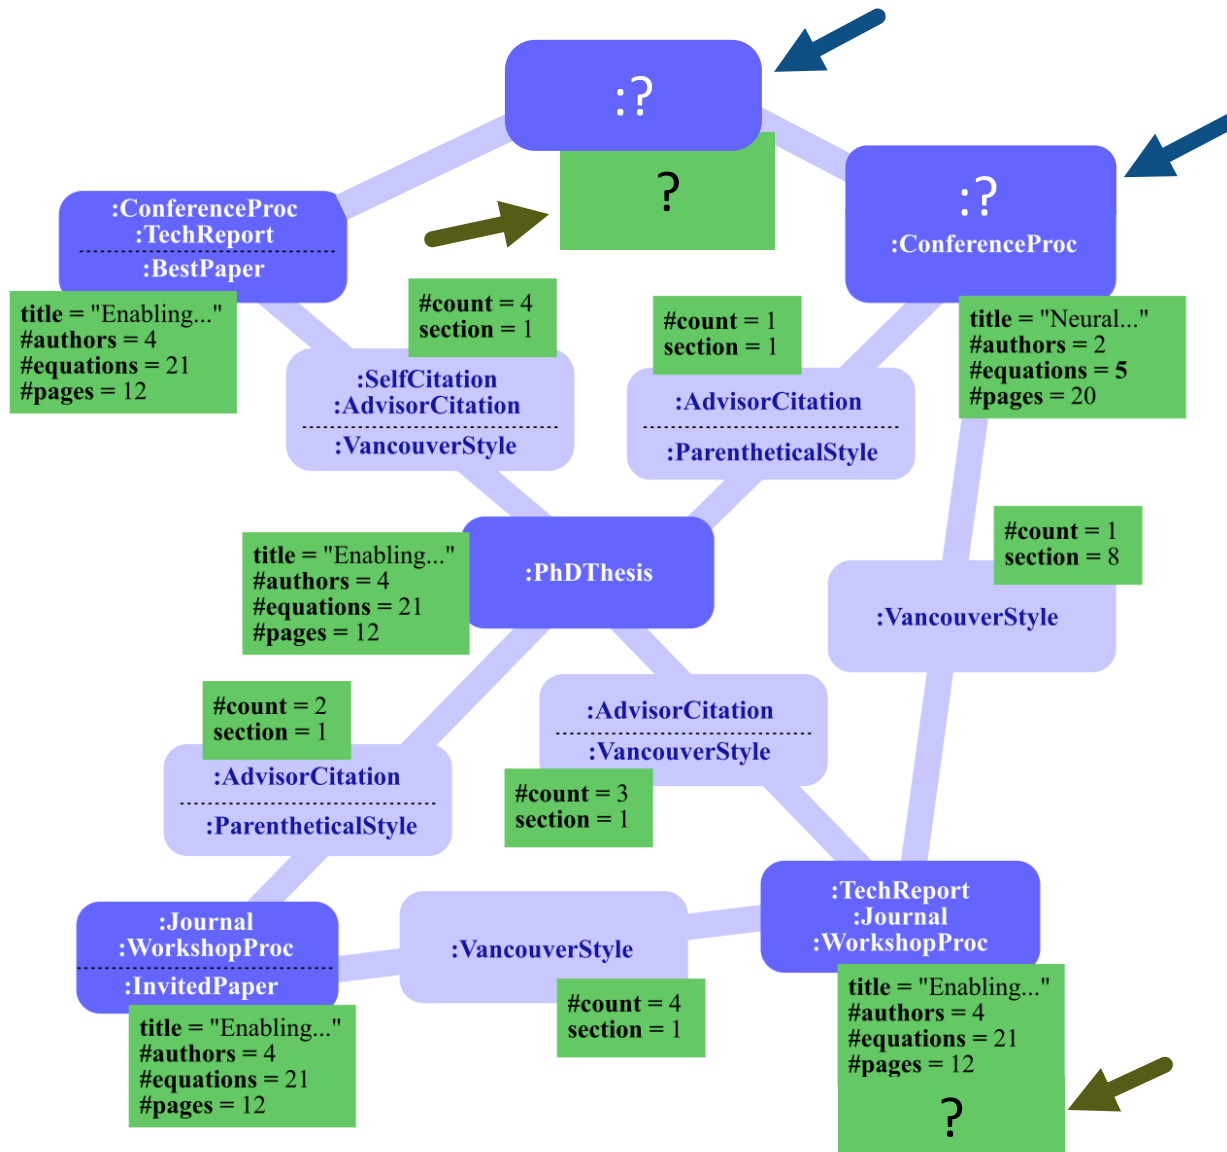 :?
?
:?
:ConferenceProc
:ConferenceProc
:TechReport
:BestPaper
title = "Enabling..."
#authors = 4
#equations = 21
#pages = 12
#count = 4
section = 1
#count = 1
section = 1
title = "Neural..."
#authors = 2
#equations = 5
#pages = 20
:SelfCitation
:AdvisorCitation
:VancouverStyle
:AdvisorCitation
:ParentheticalStyle
title = "Enabling..."
#authors = 4
#equations = 21
#pages = 12
:PhDThesis
#count = 1
section = 8
:VancouverStyle
#count = 2
section = 1
:AdvisorCitation
:ParentheticalStyle
:AdvisorCitation
:VancouverStyle
#count = 3
section = 1
:Journal
:WorkshopProc
:InvitedPaper
title = "Enabling..."
#authors = 4
#equations = 21
#pages = 12
:VancouverStyle
#count = 4
section = 1
:TechReport
:Journal
:WorkshopProc
title = "Enabling..."
#authors = 4
#equations = 21
#pages = 12
?